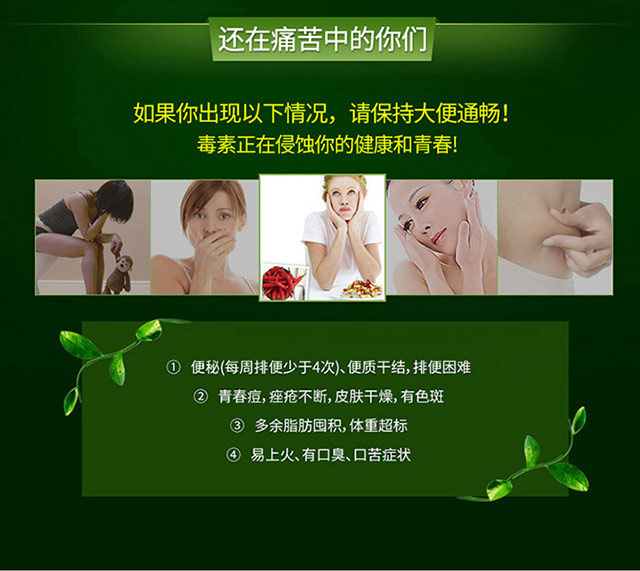 还在痛苦中的你们
如果你出现以下情况，请保持大便通畅！
毒素正在侵蚀你的健康和青春!
① 便秘(每周排便少于4次)、便质干结,排便困难
② 青春痘,痤疮不断,皮肤干燥,有色斑
③ 多余脂肪囤积,体重超标
④ 易上火、有口臭、口苦症状